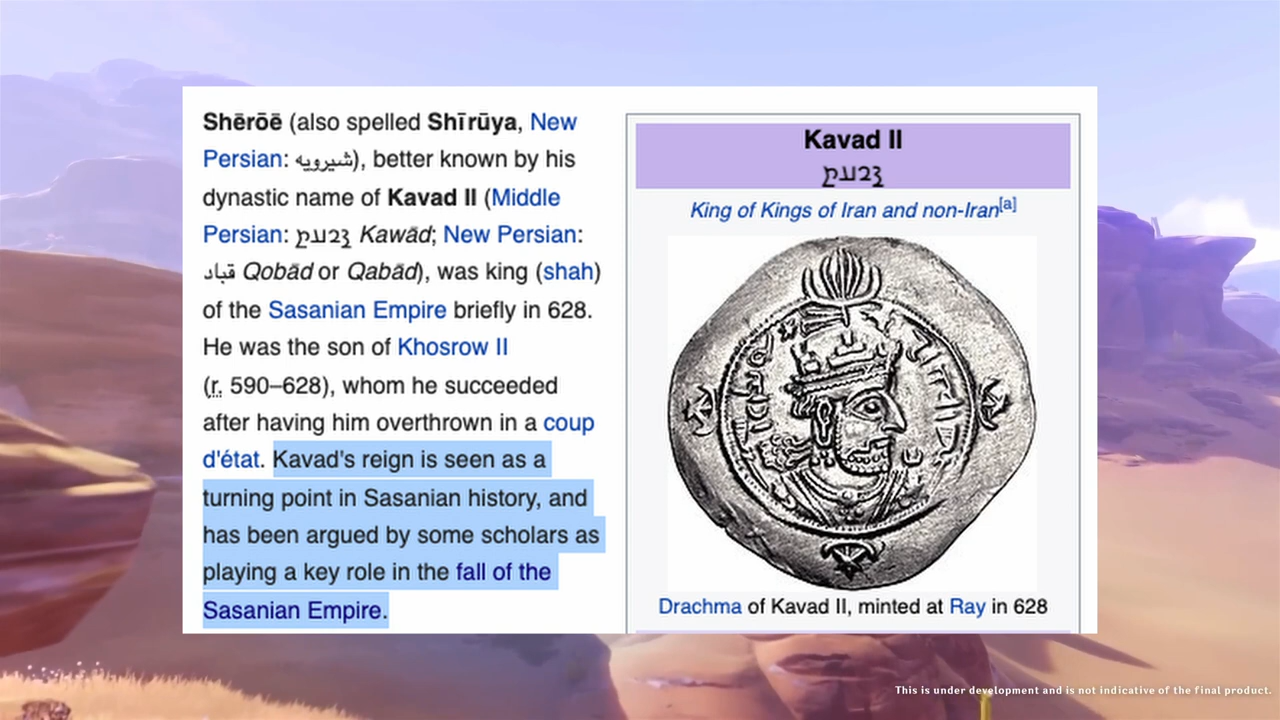 Shērōē (also spelled Shīrūya, New
Persian: شیرویه), better known by his
dynastic name of Kavad II (Middle
Persian: Kawād; New Persian:
قباد Qobād or Qabād), was king (shah)
of the Sasanian Empire briefly in 628.
He was the son of Khosrow II
(r. 590–628), whom he succeeded
after having him overthrown in a coup
d'état. Kavad's reign is seen as a
turning point in Sasanian history, and
has been argued by some scholars as
playing a key role in the fall of the
Sasanian Empire.
Kavad II
King of Kings of Iran and non-Iran[a]
Drachma of Kavad II, minted at Ray in 628
This is under development and is not indicative of the final product.